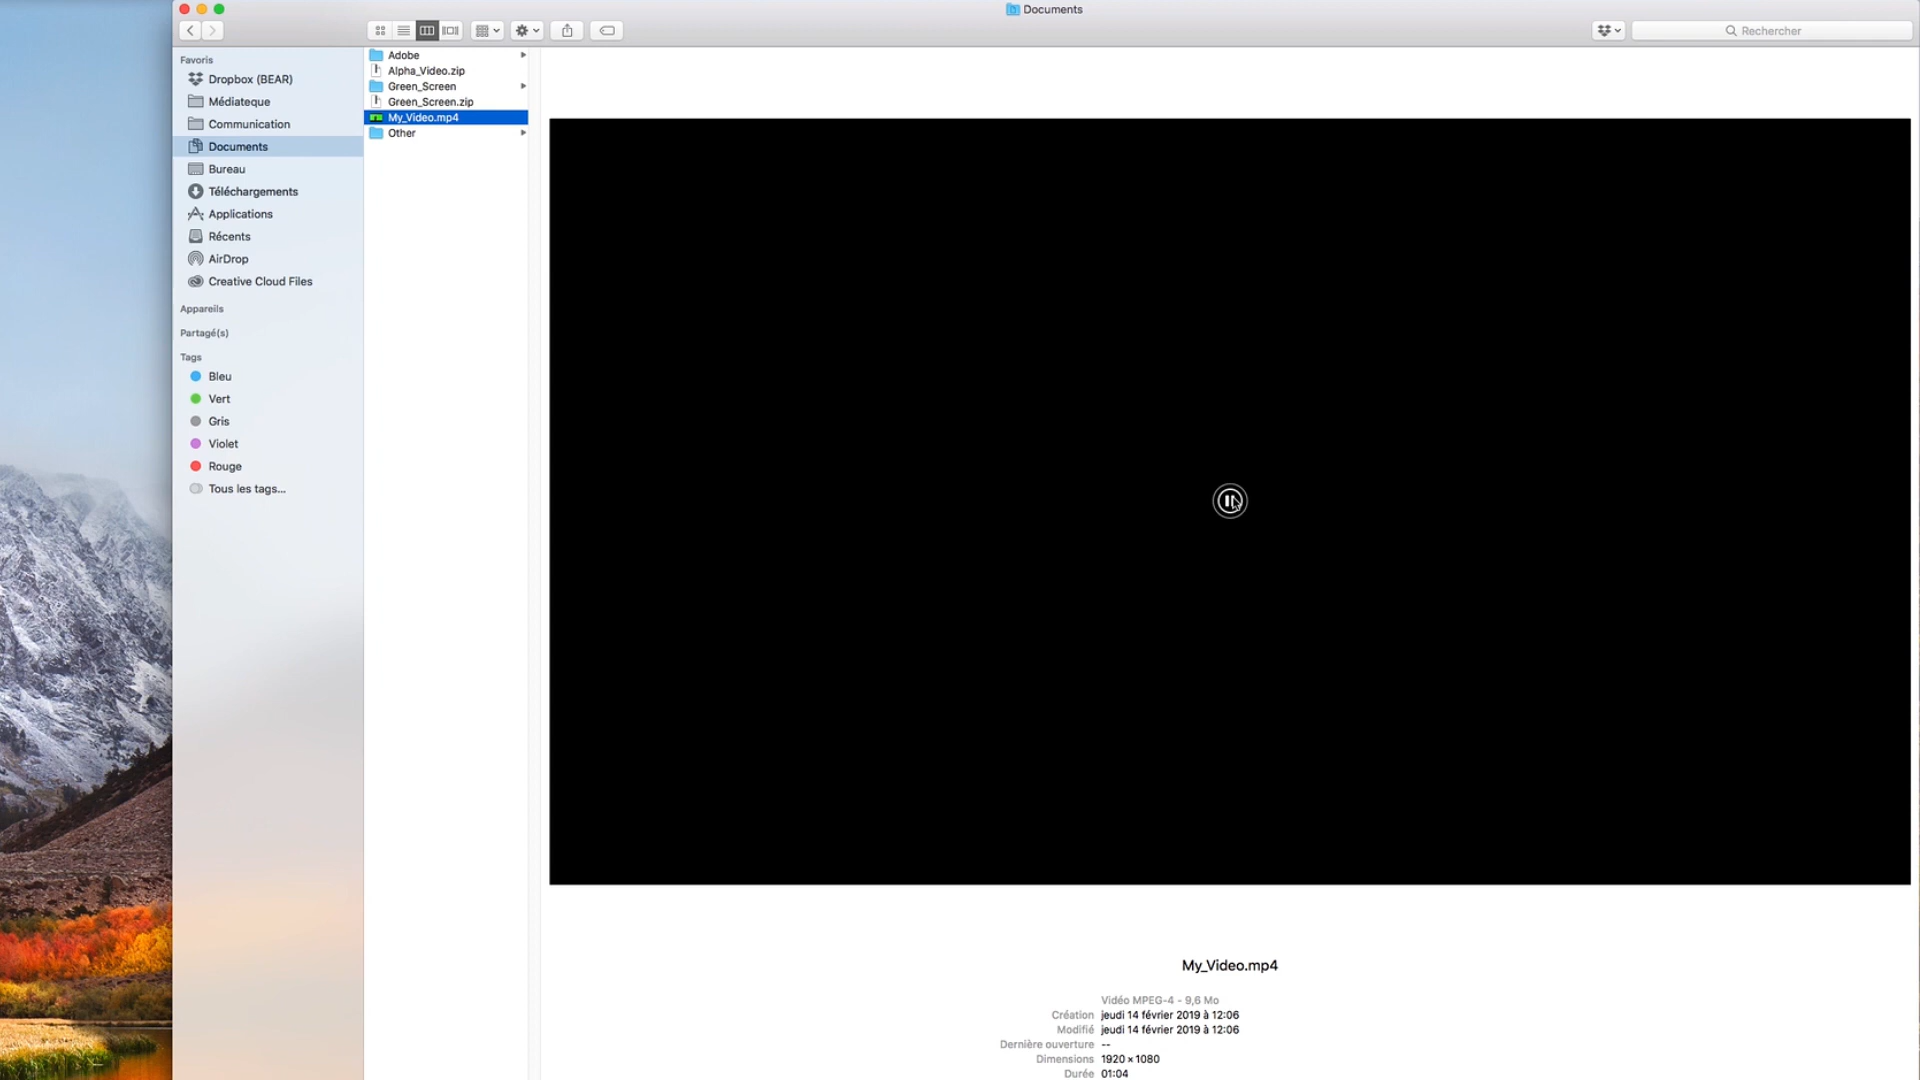 Documents
Rechercher
Favoris
Dropbox (BEAR)
Médiateque
Communication
Documents
Bureau
Téléchargements
Applications
Récents
AirDrop
Creative Cloud Files
Appareils
Partagé(s)
Tags
Bleu
Vert
Gris
Violet
Rouge
Tous les tags...
Adobe
Alpha_Video.zip
Green_Screen
Green_Screen.zip
My_Video.mp4
Other
My_Video.mp4
Vidéo MPEG-4 - 9,6 Mo
Création jeudi 14 février 2019 à 12:06
Modifié jeudi 14 février 2019 à 12:06
Dernière ouverture --
Dimensions 1920 × 1080
Durée 01:04